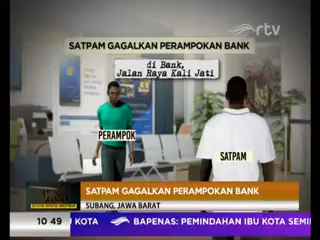 rtv
SATPAM GAGALKAN PERAMPOKAN BANK
di Bank,
Jalan Raya Kali Jati
PERAMPOK
SATPAM
SATPAM GAGALKAN PERAMPOKAN BANK
SUBANG, JAWA BARAT
10 49
KOTA
BAPENAS: PEMINDAHAN IBU KOTA SEMI